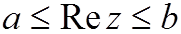 a ≤ Re z ≤ b